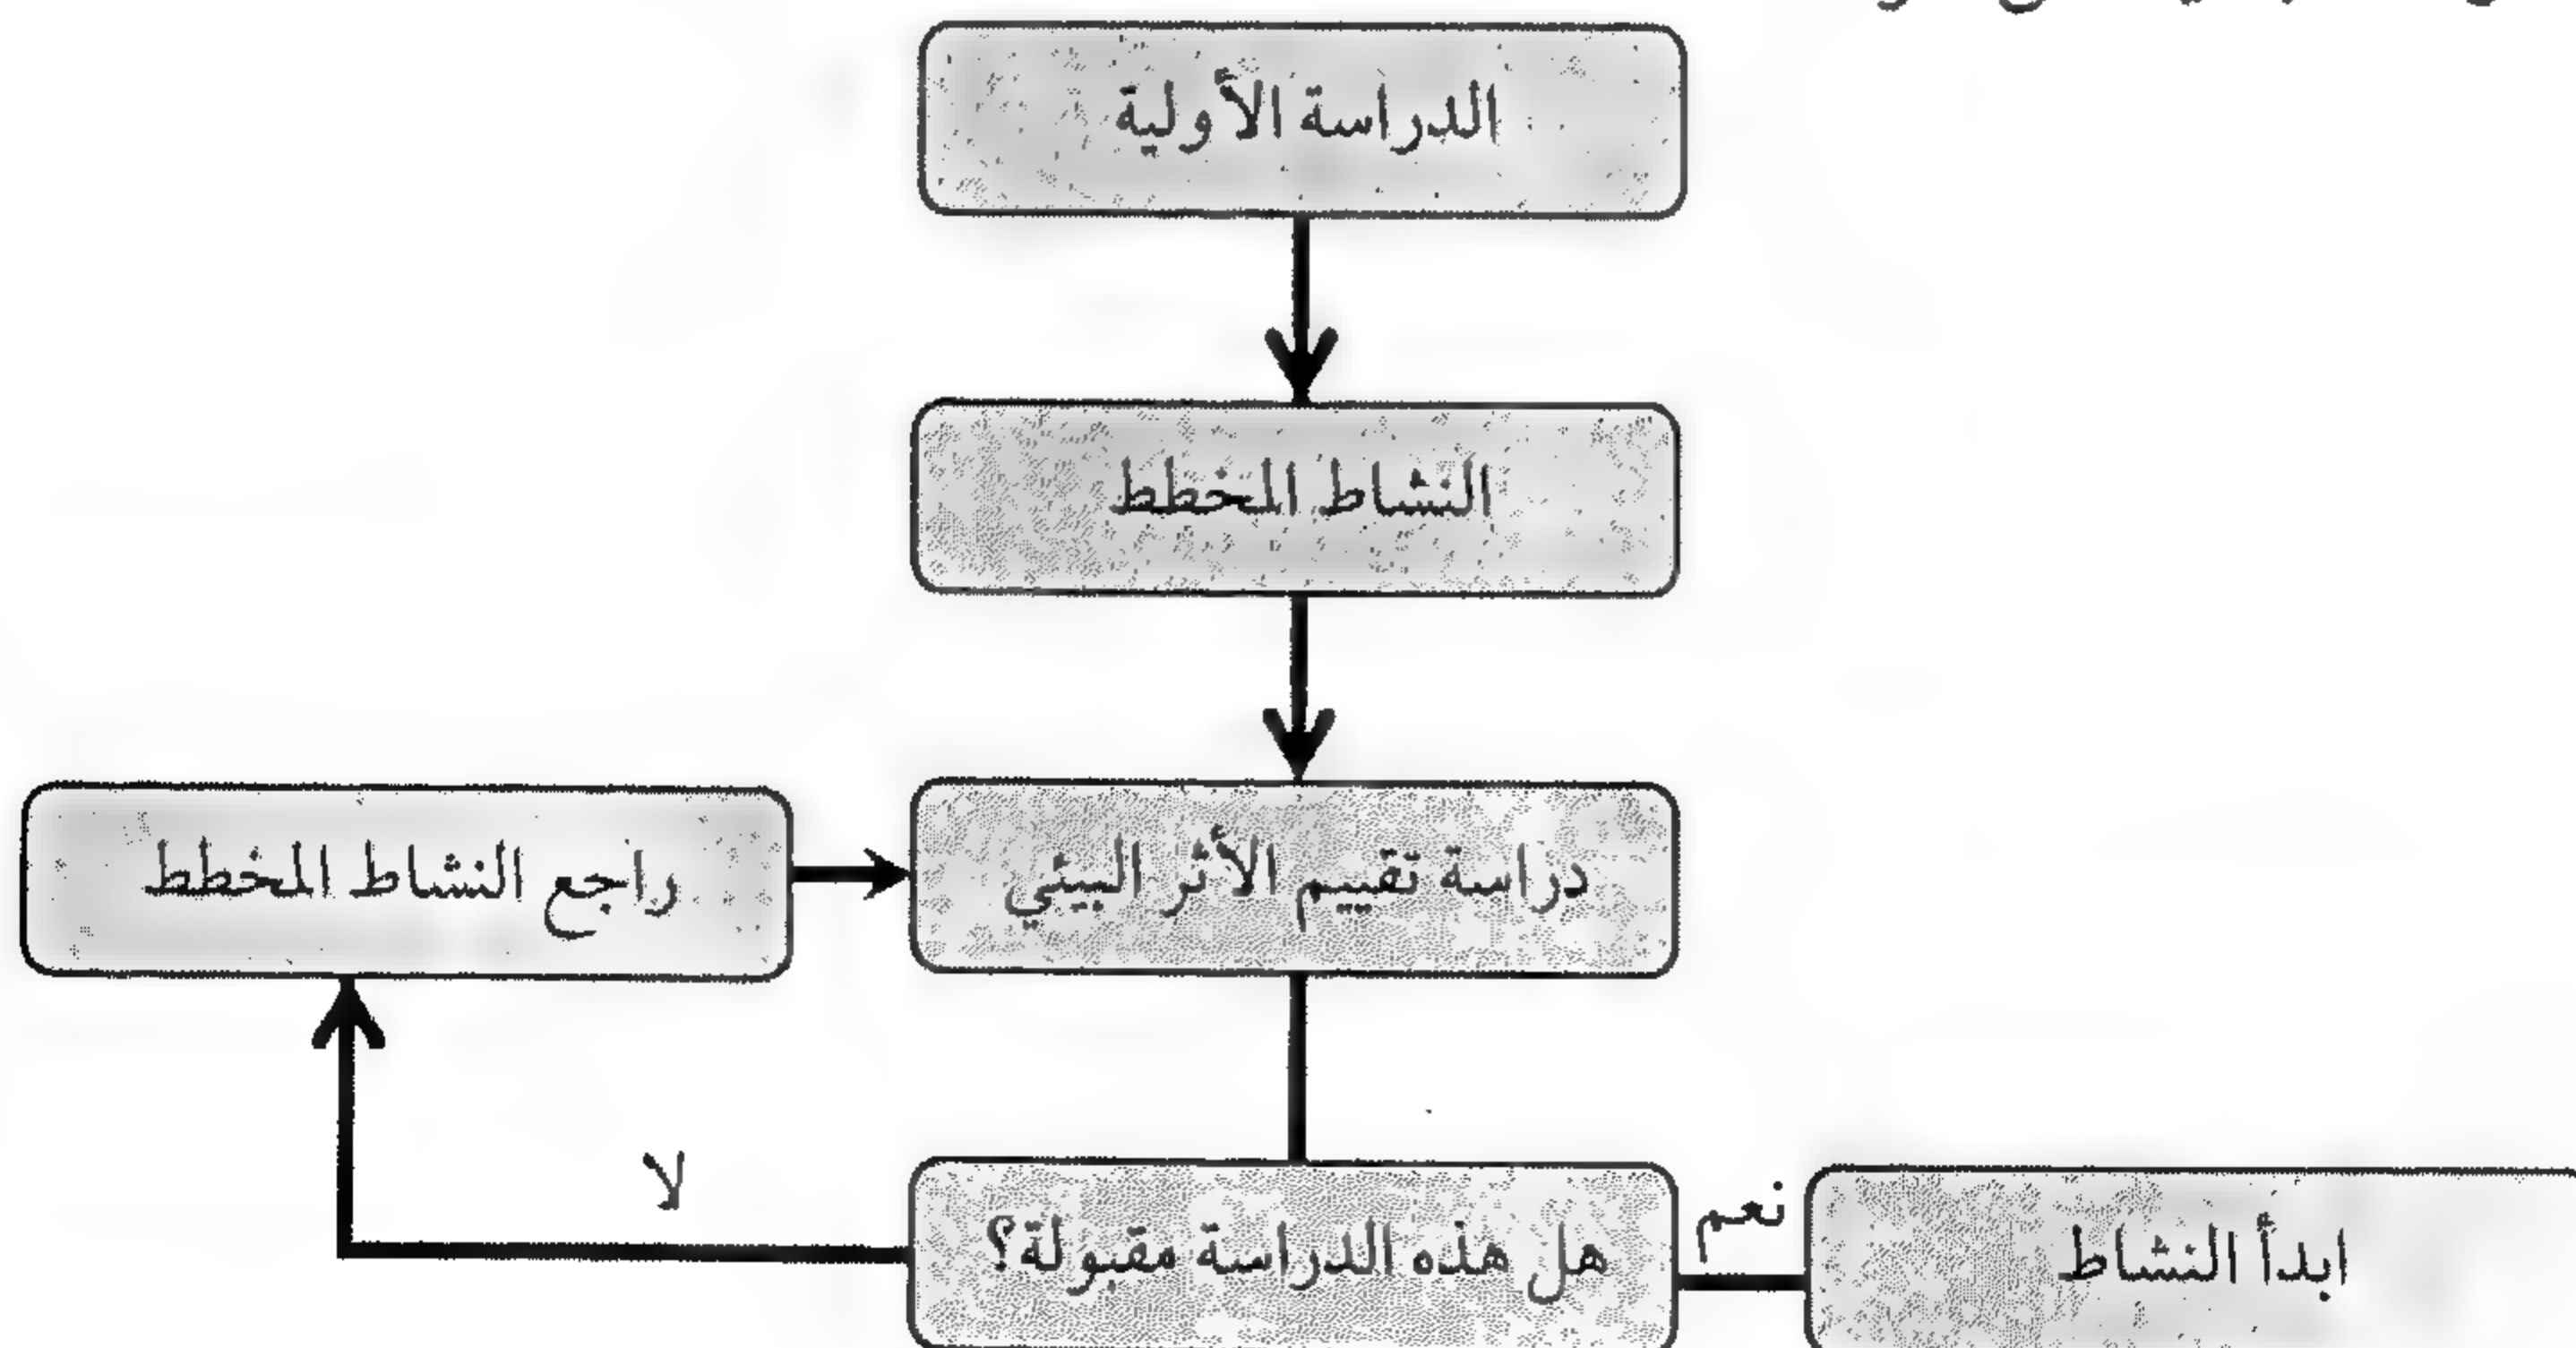 الدراسة الأولية
النشاط المخطط
دراسة تقييم الأثر البيئي
راجع النشاط المخطط
لا
هل هذه الدراسة مقبولة؟
نعم
ابدأ النشاط